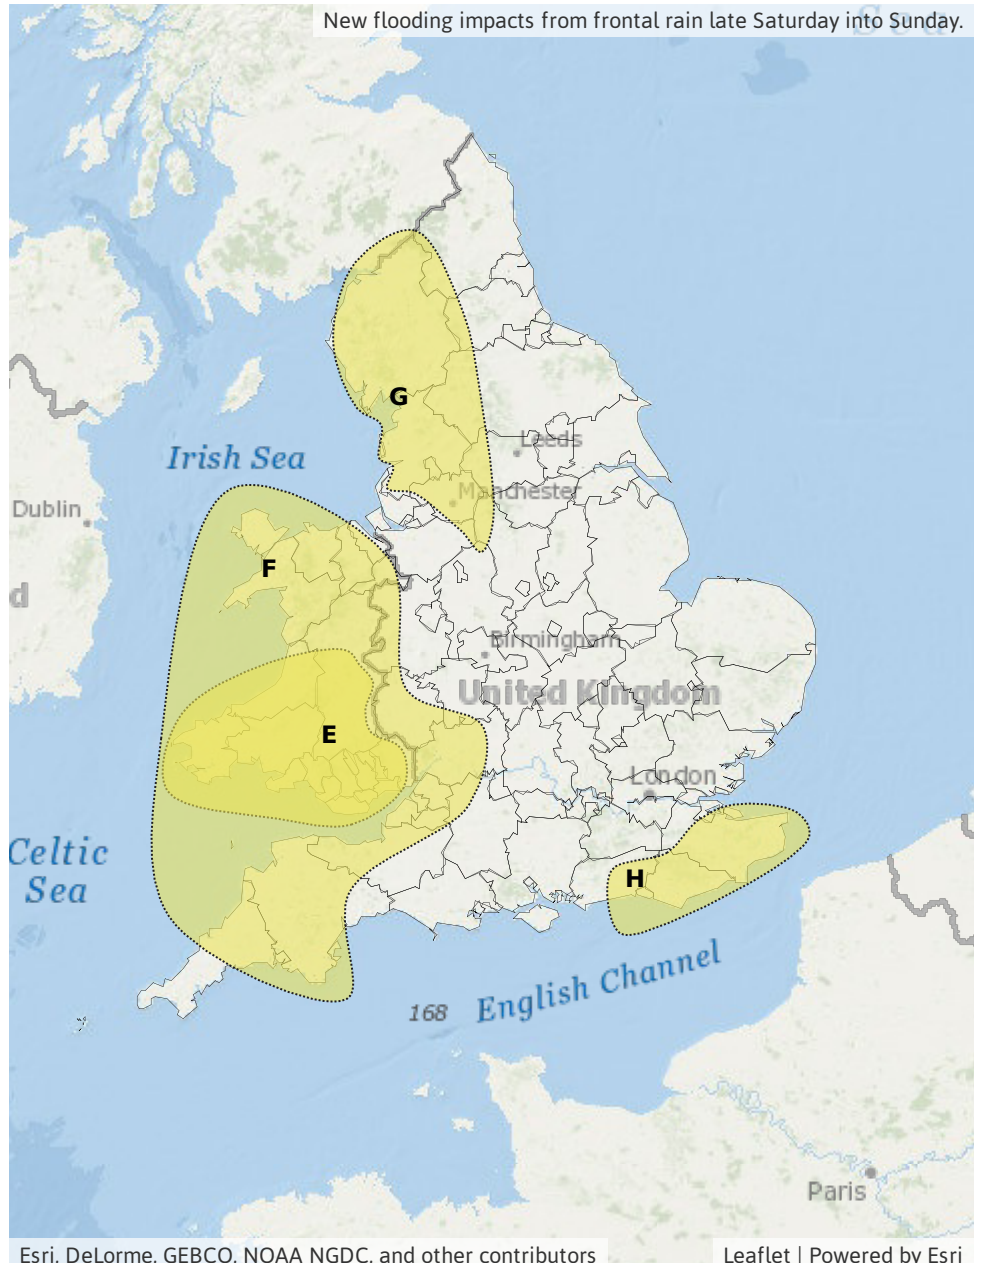 New flooding impacts from frontal rain late Saturday into Sunday.
Sea
G
Leeds
Irish Sea
Manchester
Dublin
F
d
Birmingham
United Kingdom
E
London
Celtic
Sea
H
English Channel
168
Paris
Esri, DeLorme, GEBCO, NOAA NGDC, and other contributors
Leaflet | Powered by Esri